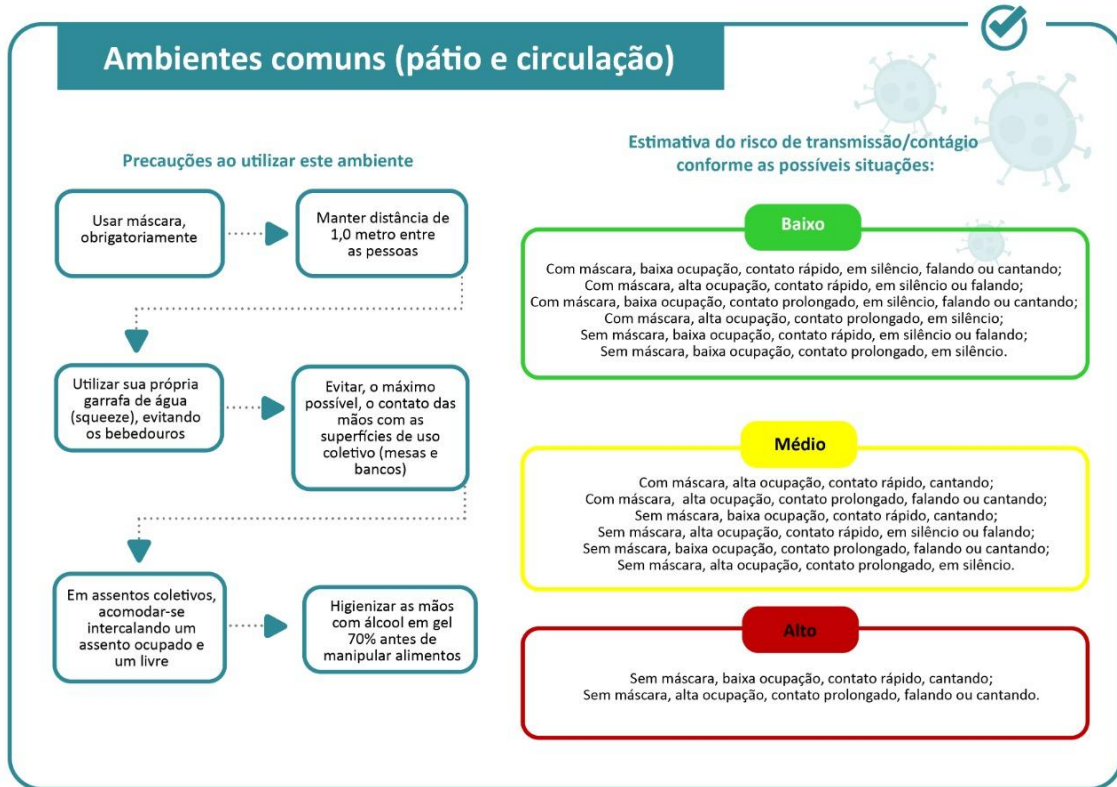 Ambientes comuns (pátio e circulação)
Precauções ao utilizar este ambiente
Usar máscara,
obrigatoriamente
Manter distância de
1,0 metro entre
as pessoas
Utilizar sua própria
garrafa de água
(squeeze), evitando
os bebedouros
Evitar, o máximo
possível, o contato das
mãos com as
superfícies de uso
coletivo (mesas e
bancos)
Em assentos coletivos,
acomodar-se
intercalando um
assento ocupado e
um livre
Higienizar as mãos
com álcool em gel
70% antes de
manipular alimentos
Estimativa do risco de transmissão/contágio
conforme as possíveis situações:
Baixo
Com máscara, baixa ocupação, contato rápido, em silêncio, falando ou cantando;
Com máscara, alta ocupação, contato rápido, em silêncio ou falando;
Com máscara, baixa ocupação, contato prolongado, em silêncio, falando ou cantando;
Com máscara, alta ocupação, contato prolongado, em silêncio;
Sem máscara, baixa ocupação, contato rápido, em silêncio ou falando;
Sem máscara, baixa ocupação, contato prolongado, em silêncio.
Médio
Com máscara, alta ocupação, contato rápido, cantando;
Com máscara, alta ocupação, contato prolongado, falando ou cantando;
Sem máscara, baixa ocupação, contato rápido, cantando;
Sem máscara, alta ocupação, contato rápido, em silêncio ou falando;
Sem máscara, baixa ocupação, contato prolongado, falando ou cantando;
Sem máscara, alta ocupação, contato prolongado, em silêncio.
Alto
Sem máscara, baixa ocupação, contato rápido, cantando;
Sem máscara, alta ocupação, contato prolongado, falando ou cantando.